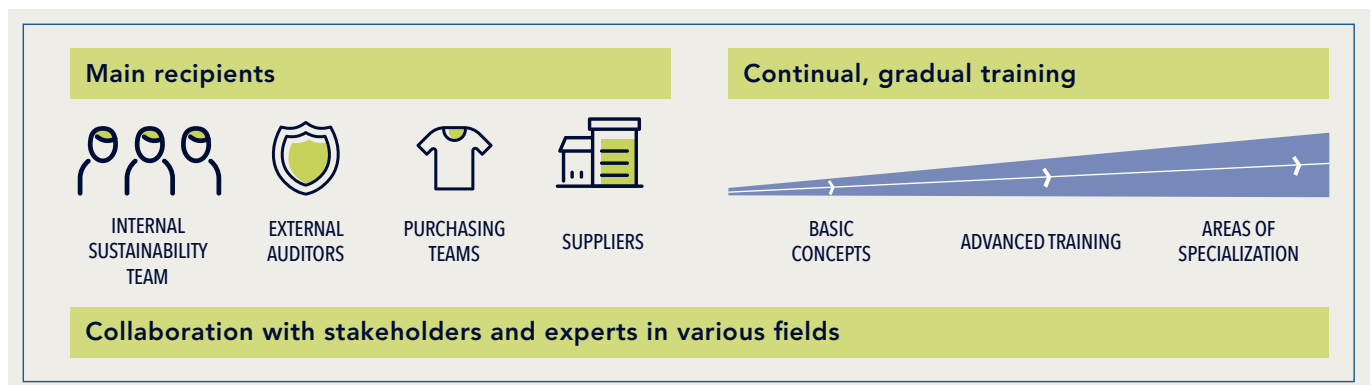 Main recipients
INTERNAL
SUSTAINABILITY
TEAM
EXTERNAL
AUDITORS
PURCHASING
TEAMS
SUPPLIERS
Continual, gradual training
BASIC
CONCEPTS
ADVANCED TRAINING
AREAS OF
SPECIALIZATION
Collaboration with stakeholders and experts in various fields